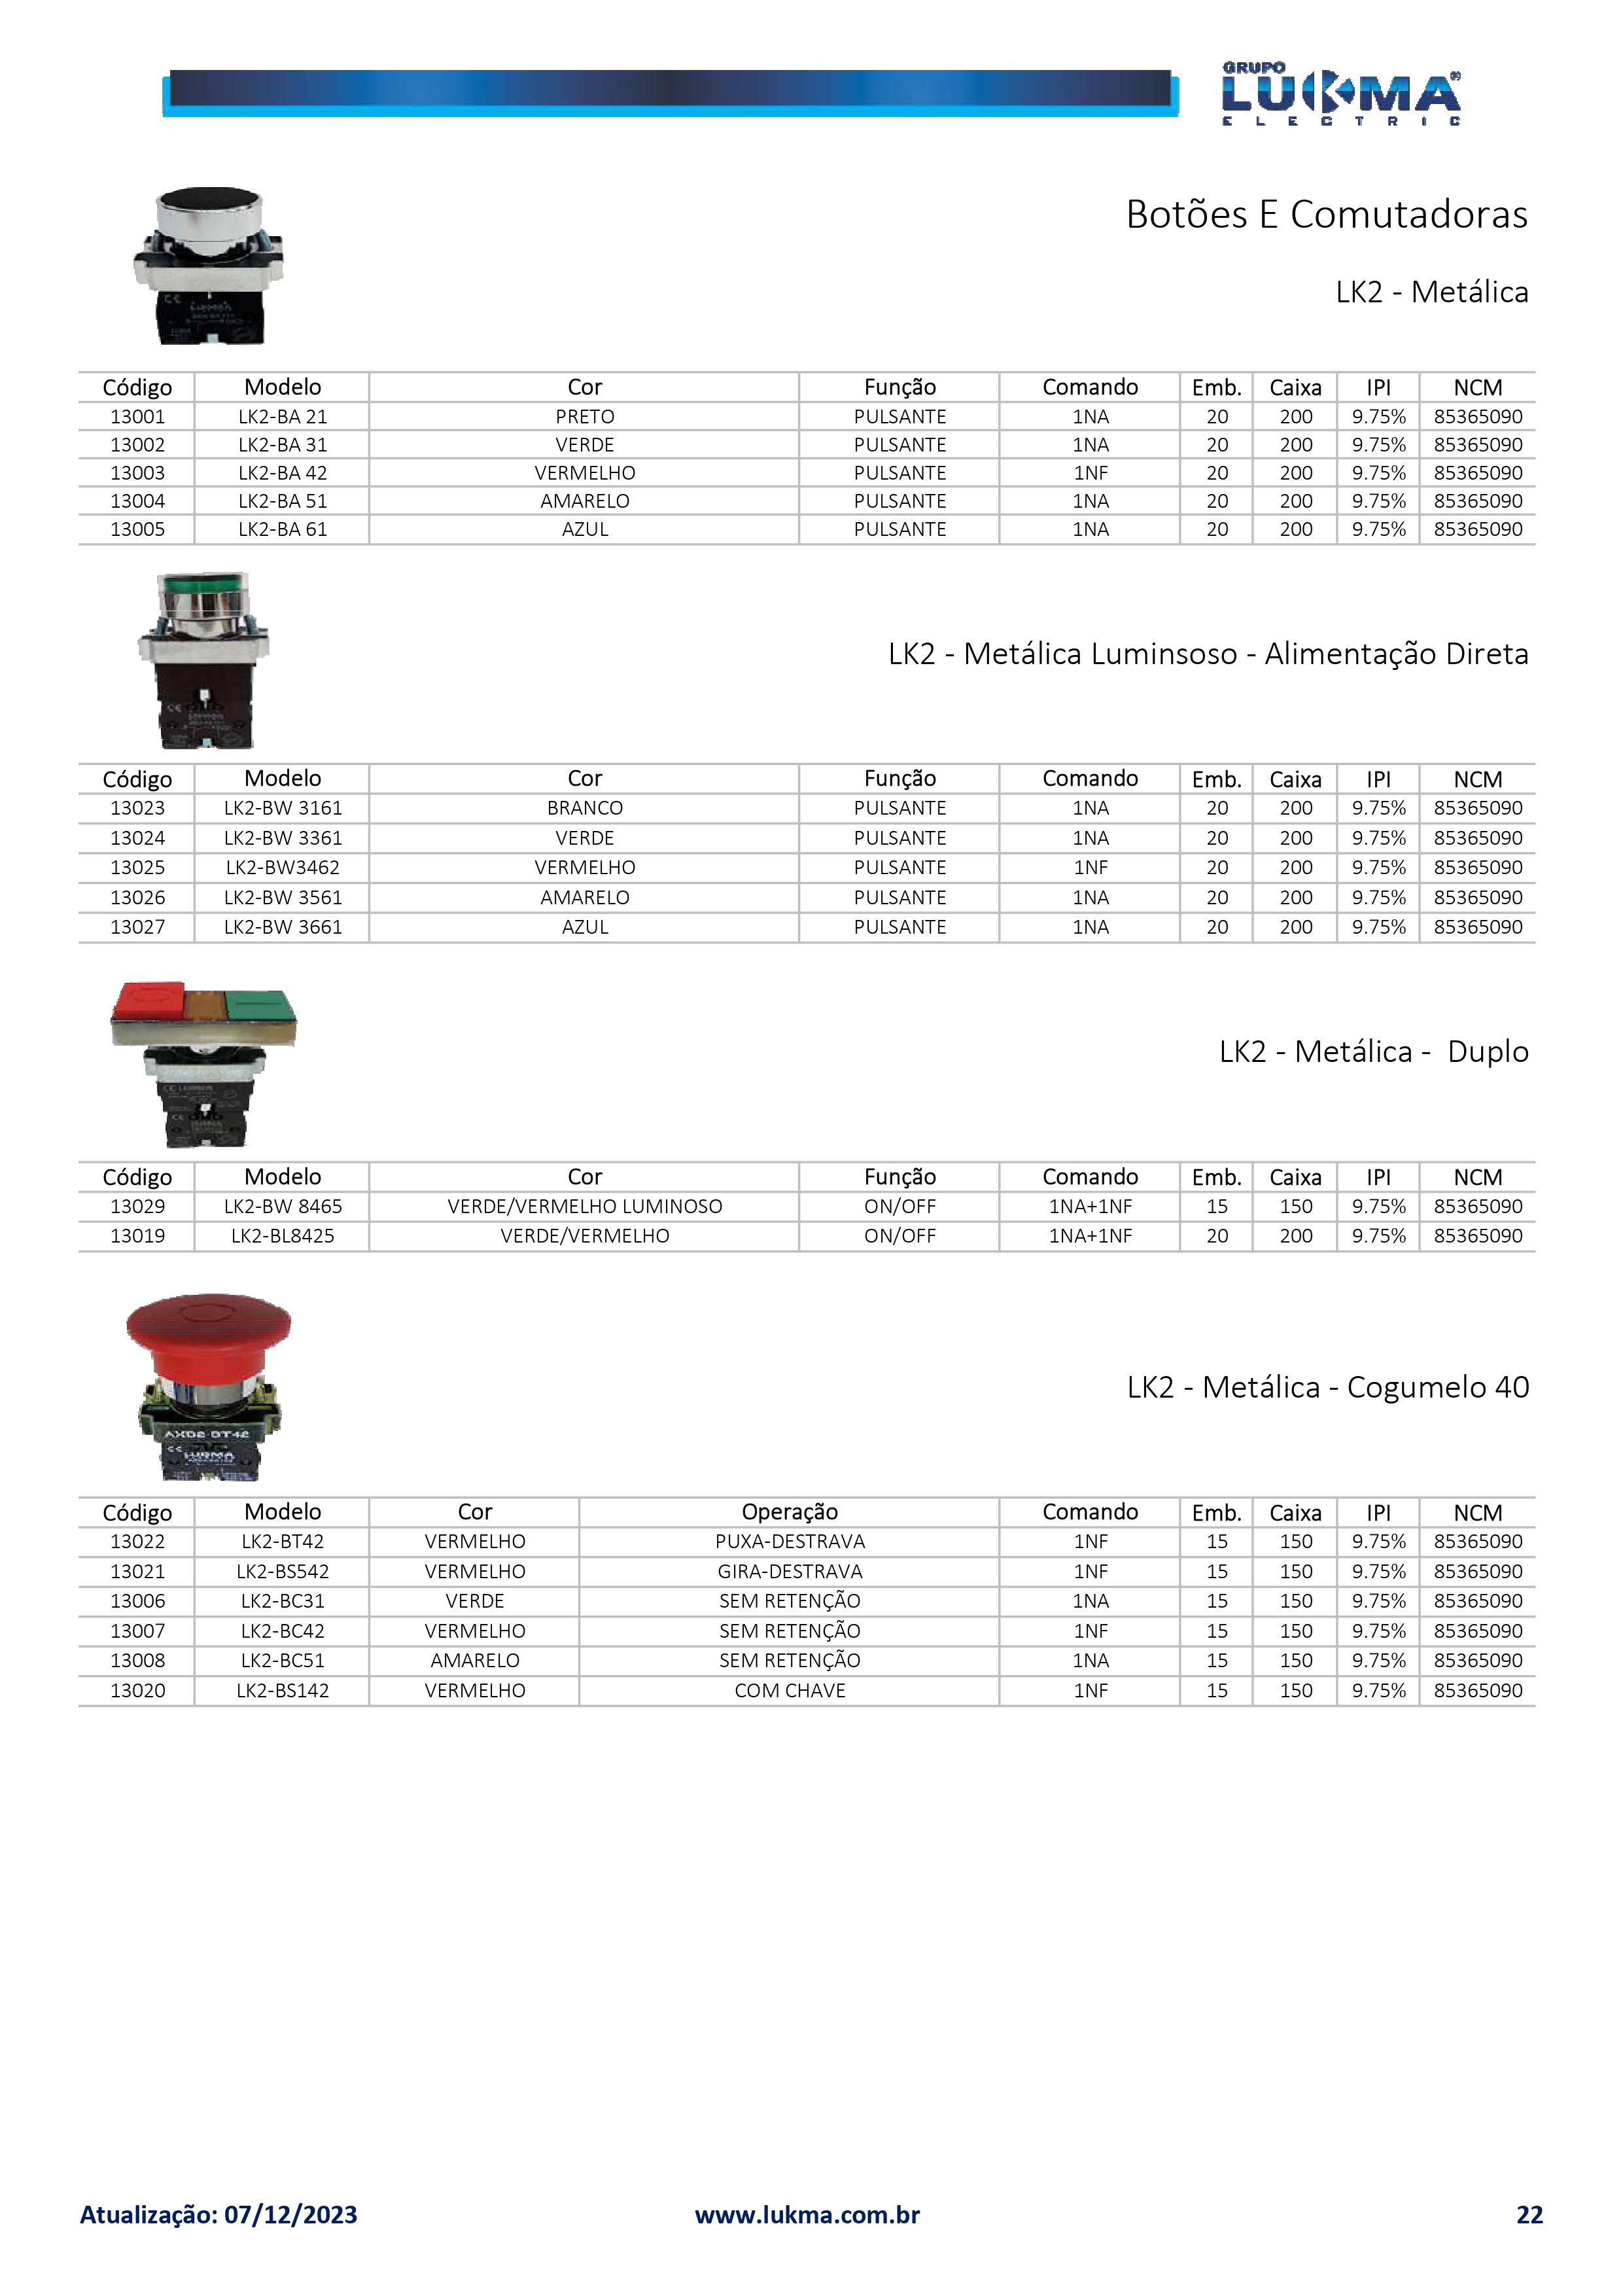 GRUPO
LUKMA®
ELECTRIC
Botões E Comutadoras
LK2 - Metálica
Código Modelo Cor Função Comando Emb. Caixa IPI NCM
13001 LK2-BA 21 PRETO PULSANTE 1NA 20 200 9.75% 85365090
13002 LK2-BA 31 VERDE PULSANTE 1NA 20 200 9.75% 85365090
13003 LK2-BA 42 VERMELHO PULSANTE 1NF 20 200 9.75% 85365090
13004 LK2-BA 51 AMARELO PULSANTE 1NA 20 200 9.75% 85365090
13005 LK2-BA 61 AZUL PULSANTE 1NA 20 200 9.75% 85365090
LK2 - Metálica Luminsoso - Alimentação Direta
Código Modelo Cor Função Comando Emb. Caixa IPI NCM
13023 LK2-BW 3161 BRANCO PULSANTE 1NA 20 200 9.75% 85365090
13024 LK2-BW 3361 VERDE PULSANTE 1NA 20 200 9.75% 85365090
13025 LK2-BW3462 VERMELHO PULSANTE 1NF 20 200 9.75% 85365090
13026 LK2-BW 3561 AMARELO PULSANTE 1NA 20 200 9.75% 85365090
13027 LK2-BW 3661 AZUL PULSANTE 1NA 20 200 9.75% 85365090
LK2 - Metálica - Duplo
Código Modelo Cor Função Comando Emb. Caixa IPI NCM
13029 LK2-BW 8465 VERDE/VERMELHO LUMINOSO ON/OFF 1NA+1NF 15 150 9.75% 85365090
13019 LK2-BL8425 VERDE/VERMELHO ON/OFF 1NA+1NF 20 200 9.75% 85365090
LK2 - Metálica - Cogumelo 40
LUKMA
Código Modelo Cor Operação Comando Emb. Caixa IPI NCM
13022 LK2-BT42 VERMELHO PUXA-DESTRAVA 1NF 15 150 9.75% 85365090
13021 LK2-BS542 VERMELHO GIRA-DESTRAVA 1NF 15 150 9.75% 85365090
13006 LK2-BC31 VERDE SEM RETENÇÃO 1NA 15 150 9.75% 85365090
13007 LK2-BC42 VERMELHO SEM RETENÇÃO 1NF 15 150 9.75% 85365090
13008 LK2-BC51 AMARELO SEM RETENÇÃO 1NA 15 150 9.75% 85365090
13020 LK2-BS142 VERMELHO COM CHAVE 1NF 15 150 9.75% 85365090
Atualização: 07/12/2023 www.lukma.com.br 22